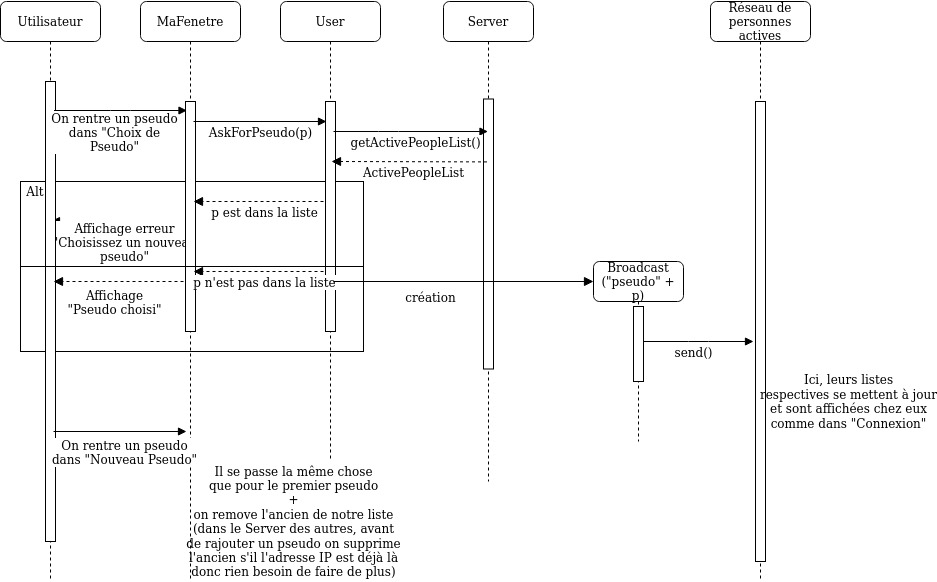 Utilisateur
MaFenetre
User
Server
Réseau de
personnes
actives
On rentre un pseudo
dans "Choix de
Pseudo"
AskForPseudo(p)
getActivePeopleList()
ActivePeopleList
Alt
p est dans la liste
Affichage erreur
"Choisissez un nouveau
pseudo"
p n'est pas dans la liste
Affichage
"Pseudo choisi"
création
Broadcast
("pseudo" +
p)
send()
Ici, leurs listes
respectives se mettent à jour
et sont affichées chez eux
comme dans "Connexion"
On rentre un pseudo
dans "Nouveau Pseudo"
Il se passe la même chose
que pour le premier pseudo
+
on remove l'ancien de notre liste
(dans le Server des autres, avant
de rajouter un pseudo on supprime
l'ancien s'il l'adresse IP est déjà là
donc rien besoin de faire de plus)